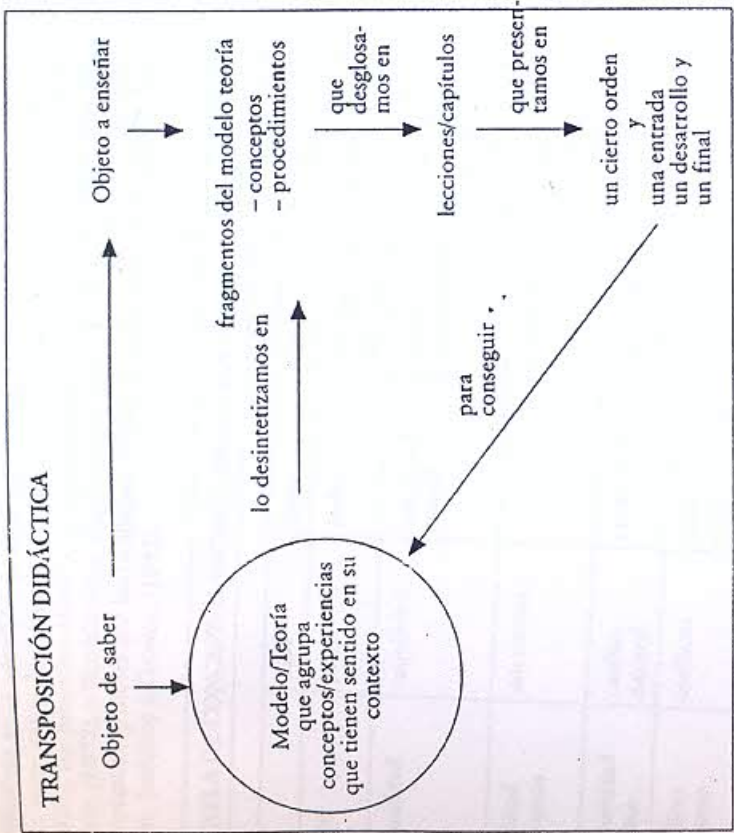 TRANSPOSICIÓN DIDÁCTICA
Objeto de saber
Objeto a enseñar
Modelo/Teoría
que agrupa
conceptos/experiencias
que tienen sentido en su
contexto
lo desintetizamos en
fragmentos del modelo teoría
– conceptos
– procedimientos
que
desglosa-
mos en
lecciones/capítulos
que presen-
tamos en
un cierto orden
y
una entrada
un desarrollo y
un final
para
conseguir